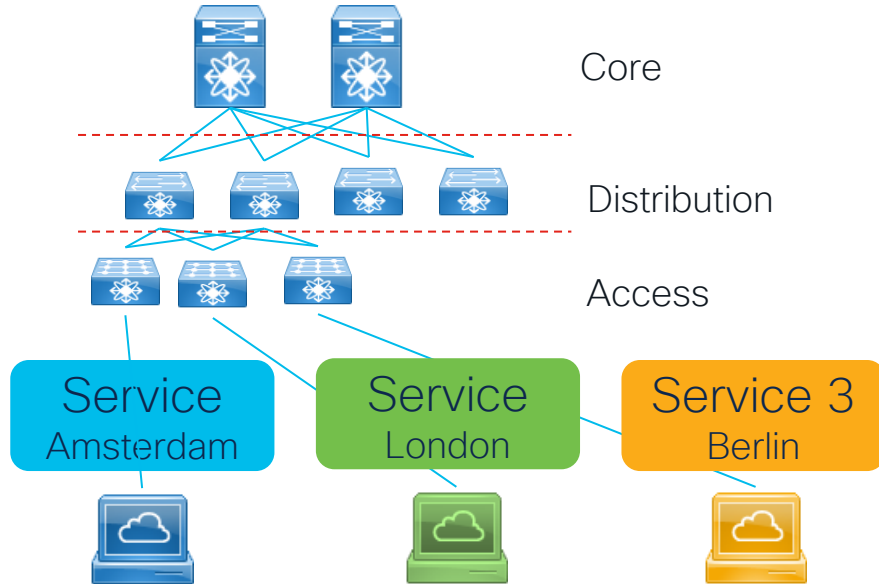 Core
Distribution
Access
Service
Amsterdam
Service
London
Service 3
Berlin